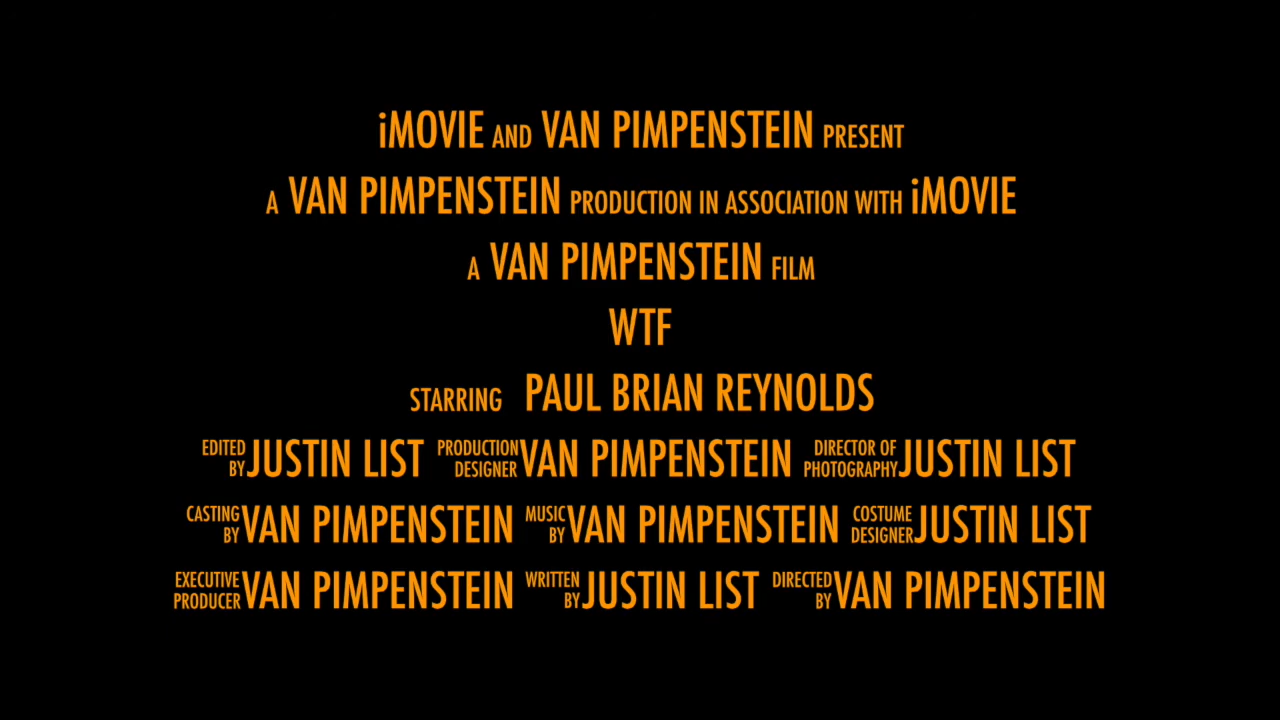 iMOVIE AND VAN PIMPENSTEIN PRESENT
A VAN PIMPENSTEIN PRODUCTION IN ASSOCIATION WITH iMOVIE
A VAN PIMPENSTEIN FILM
WTF
STARRING PAUL BRIAN REYNOLDS
EDITED BY JUSTIN LIST PRODUCTION DESIGNER VAN PIMPENSTEIN DIRECTOR OF PHOTOGRAPHY JUSTIN LIST
CASTING BY VAN PIMPENSTEIN MUSIC BY VAN PIMPENSTEIN COSTUME DESIGNER JUSTIN LIST
EXECUTIVE PRODUCER VAN PIMPENSTEIN WRITTEN BY JUSTIN LIST DIRECTED BY VAN PIMPENSTEIN